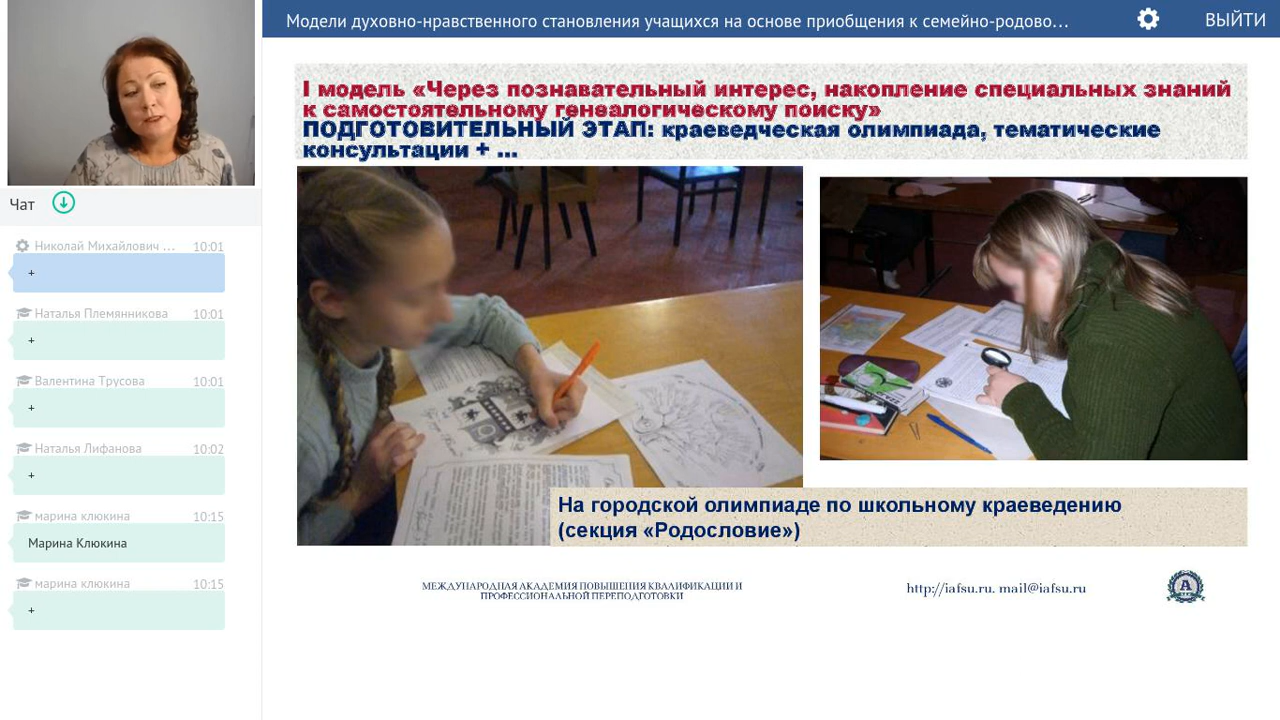 Модели духовно-нравственного становления учащихся на основе приобщения к семейно-родово...
ВЫЙТИ
Чат
Николай Михайлович ...
10:01
+
Наталья Племянникова
10:01
+
Валентина Трусова
10:01
+
Наталья Лифанова
10:02
+
марина клюкина
10:15
Марина Клюкина
марина клюкина
10:15
+
I модель «Через познавательный интерес, накопление специальных знаний
к самостоятельному генеалогическому поиску»
ПОДГОТОВИТЕЛЬНЫЙ ЭТАП: краеведческая олимпиада, тематические
консультации + ...
На городской олимпиаде по школьному краеведению
(секция «Родословие»)
МЕЖДУНАРОДНАЯ АКАДЕМИЯ ПОВЫШЕНИЯ КВАЛИФИКАЦИИ И
ПРОФЕССИОНАЛЬНОЙ ПЕРЕПОДГОТОВКИ
http://iafsu.ru. mail@iafsu.ru